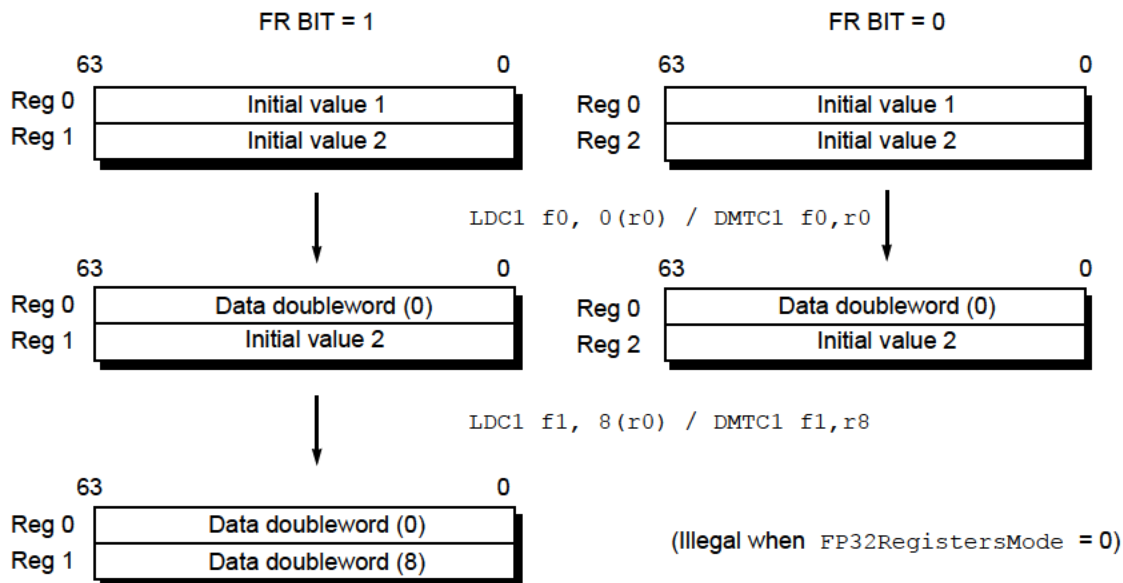 FR BIT = 1
FR BIT = 0
63 0
63 0
Reg 0 Initial value 1
Reg 1 Initial value 2
Reg 0 Initial value 1
Reg 2 Initial value 2
LDC1 f0, 0(r0) / DMTC1 f0,r0
63 0
63 0
Reg 0 Data doubleword (0)
Reg 1 Initial value 2
Reg 0 Data doubleword (0)
Reg 2 Initial value 2
LDC1 f1, 8(r0) / DMTC1 f1,r8
63 0
Reg 0 Data doubleword (0)
Reg 1 Data doubleword (8)
(Illegal when FP32RegistersMode = 0)